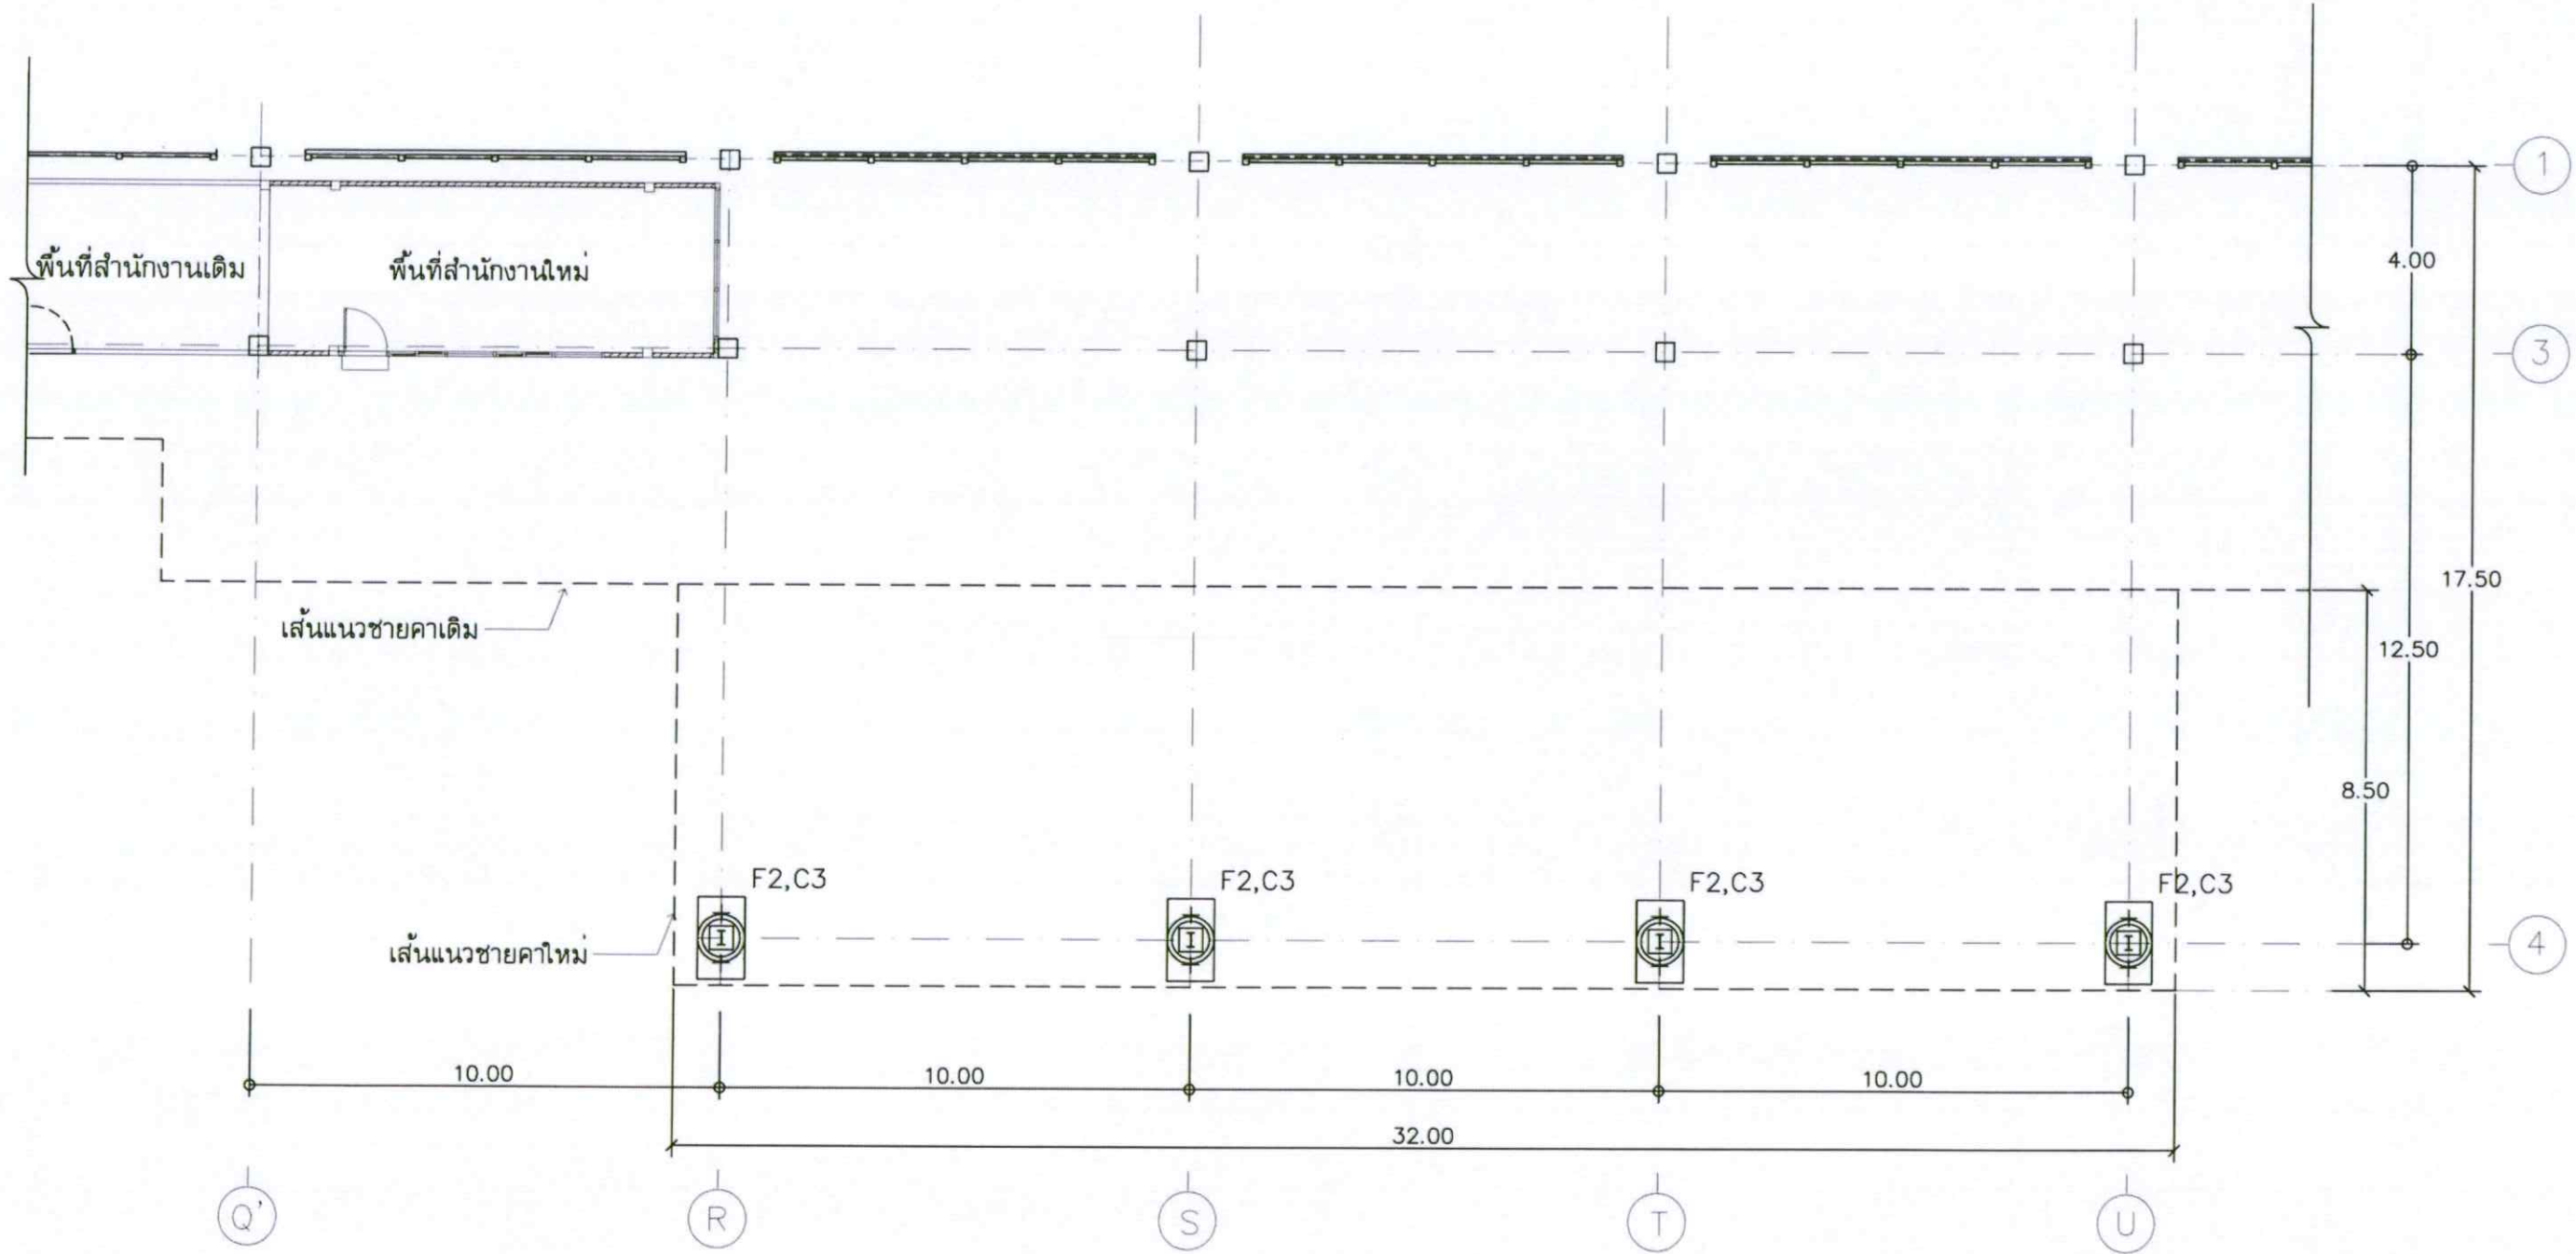 1
พื้นที่สำนักงานเดิม
พื้นที่สำนักงานใหม่
4.00
3
17.50
เส้นแนวชายคาเดิม
12.50
8.50
F2,C3
F2,C3
F2,C3
F2,C3
เส้นแนวชายคาใหม่
4
10.00
10.00
10.00
10.00
32.00
Q'
R
S
T
U